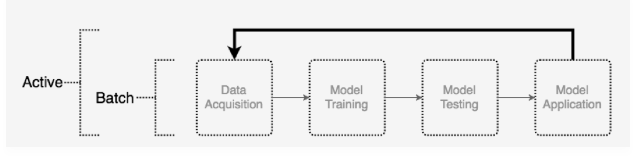 Active
Batch
Data
Acquisition
Model
Training
Model
Testing
Model
Application